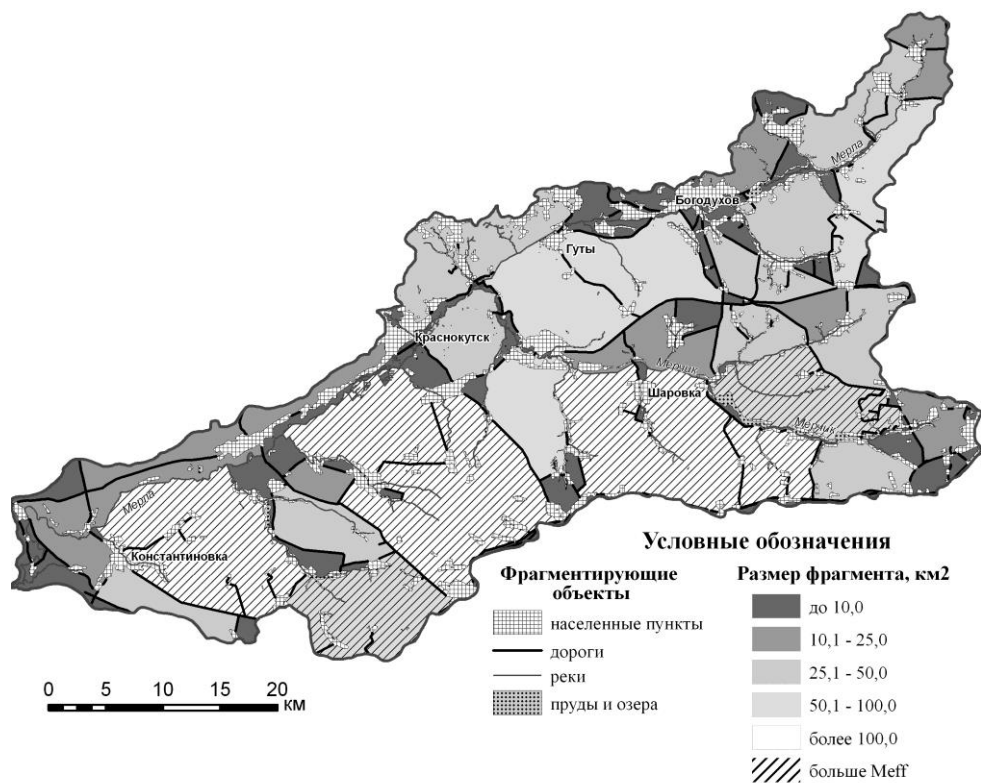 Мерла
Богодухов
Гуты
Краснокутск
Мерчик
Шаровка
Мерчик
Мерла
Константиновка
Условные обозначения
Фрагментирующие
объекты
населенные пункты
дороги
реки
пруды и озера
Размер фрагмента, км2
до 10,0
10,1 - 25,0
25,1 - 50,0
50,1 - 100,0
более 100,0
больше Meff
0 5 10 15 20
КМ